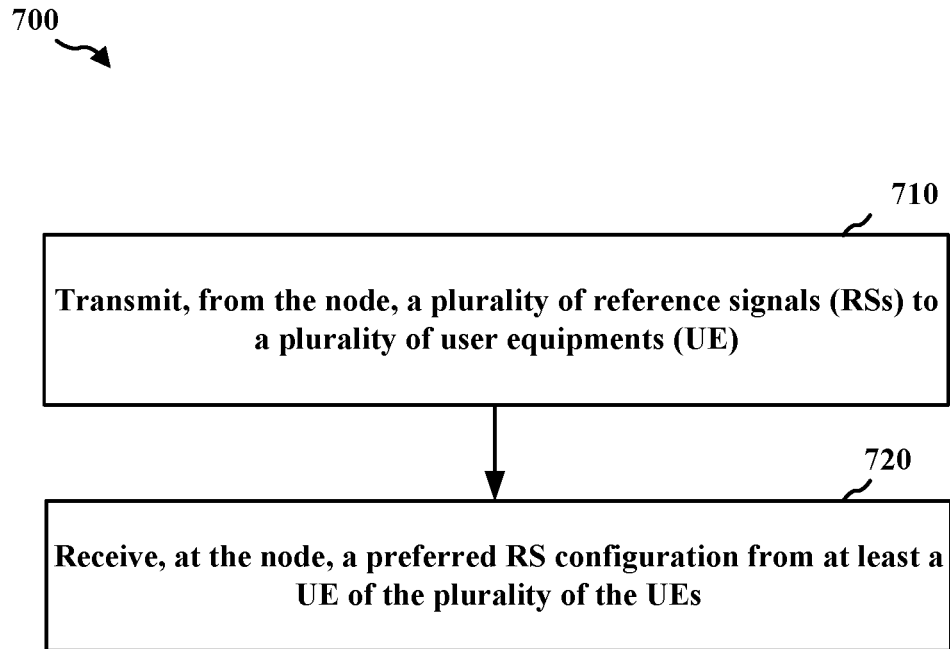 700
710
Transmit, from the node, a plurality of reference signals (RSs) to
a plurality of user equipments (UE)
720
Receive, at the node, a preferred RS configuration from at least a
UE of the plurality of the UEs